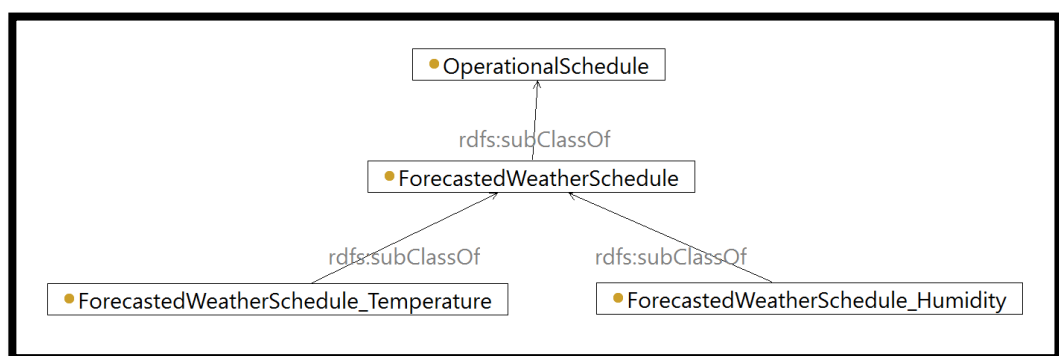 OperationalSchedule
rdfs:subClassOf
ForecastedWeatherSchedule
rdfs:subClassOf
rdfs:subClassOf
ForecastedWeatherSchedule_Temperature
ForecastedWeatherSchedule_Humidity